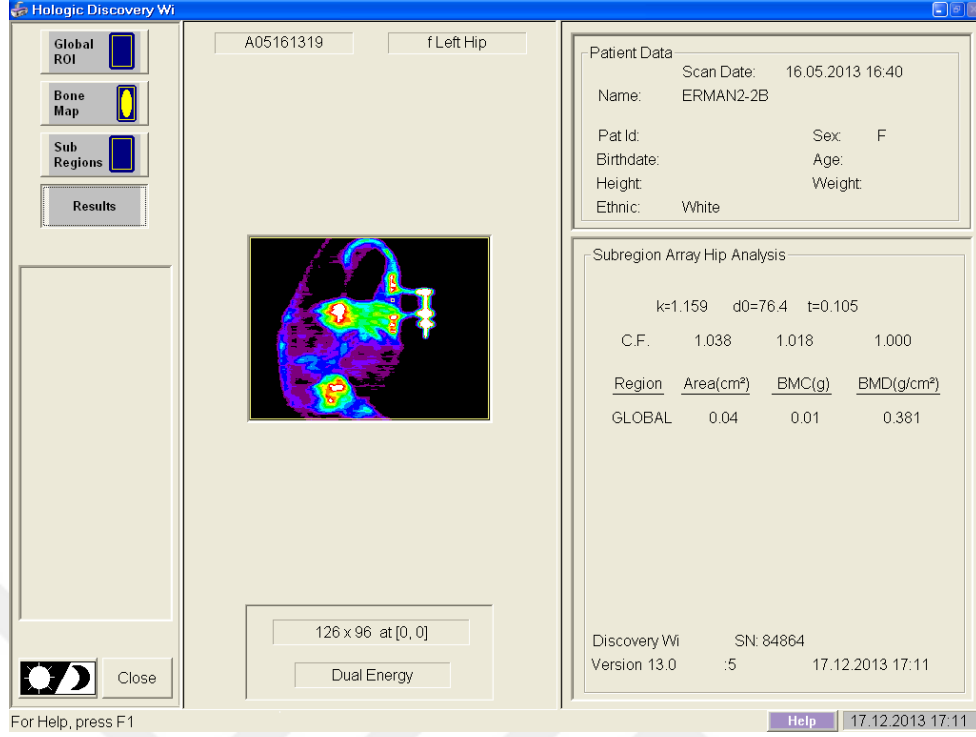 Hologic Discovery Wi
Global
ROI
Bone
Map
Sub
Regions
Results
Close
A05161319
f Left Hip
126 x 96 at [0, 0]
Dual Energy
Patient Data
Scan Date: 16.05.2013 16:40
Name: ERMAN2-2B
Pat Id: Sex: F
Birthdate: Age:
Height: Weight:
Ethnic: White
Subregion Array Hip Analysis
k=1.159 d0=76.4 t=0.105
C.F. 1.038 1.018 1.000
Region Area(cm²) BMC(g) BMD(g/cm²)
GLOBAL 0.04 0.01 0.381
Discovery Wi SN: 84864
Version 13.0 :5 17.12.2013 17:11
For Help, press F1
Help
17.12.2013 17:11